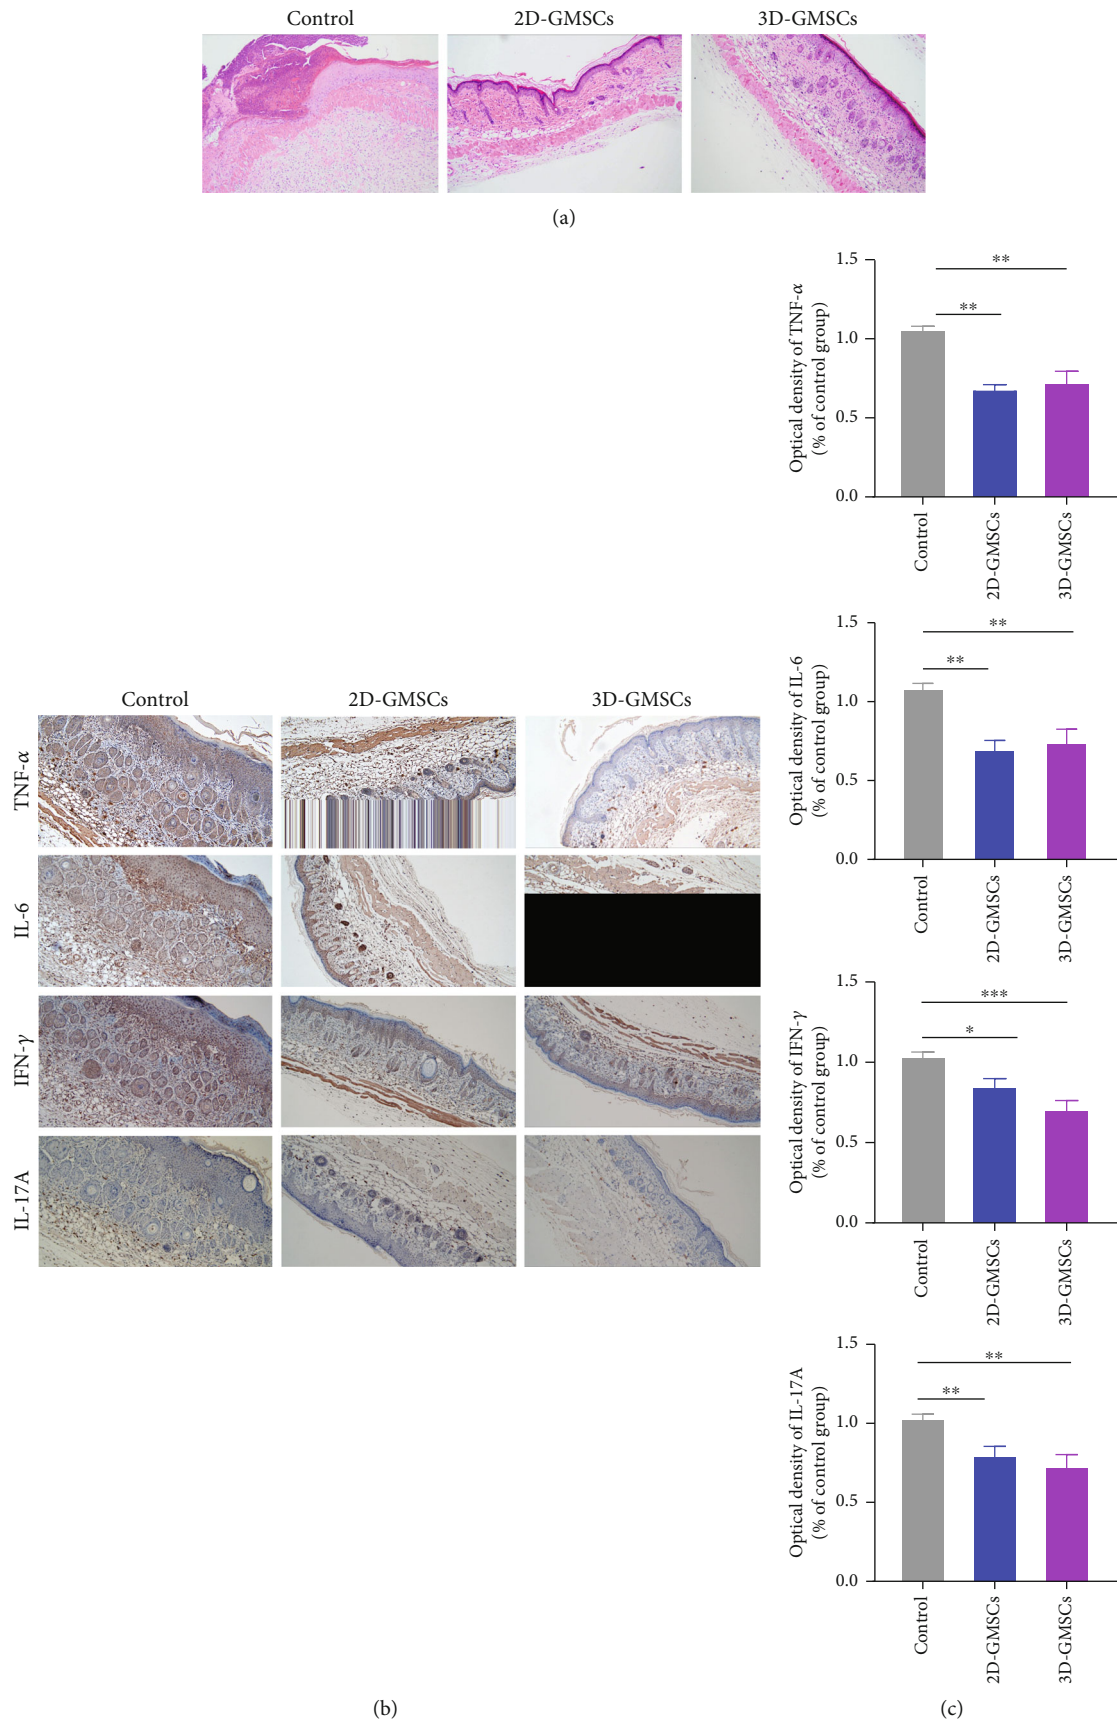 Control
2D-GMSCs
3D-GMSCs
(a)
Control
2D-GMSCs
3D-GMSCs
TNF-α
IL-6
IFN-γ
IL-17A
(b)
Optical density of TNF-α
(% of control group)
1.5
1.0
0.5
0.0
**
**
Control
2D-GMSCs
3D-GMSCs
Optical density of IL-6
(% of control group)
1.5
1.0
0.5
0.0
**
**
Control
2D-GMSCs
3D-GMSCs
Optical density of IFN-γ
(% of control group)
1.5
1.0
0.5
0.0
***
*
Control
2D-GMSCs
3D-GMSCs
Optical density of IL-17A
(% of control group)
1.5
1.0
0.5
0.0
**
**
Control
2D-GMSCs
3D-GMSCs
(c)